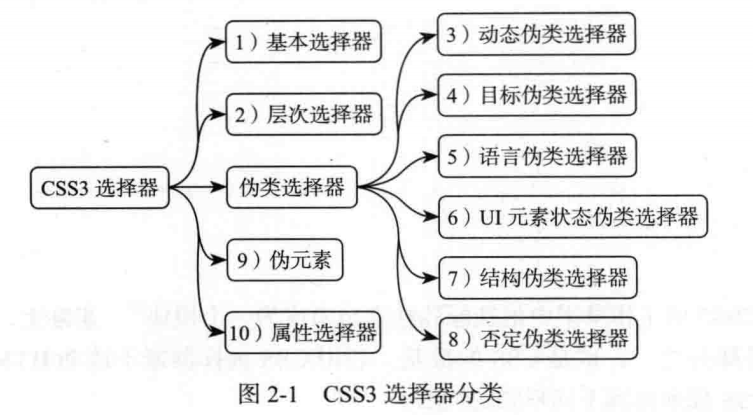 1）基本选择器
2）层次选择器
CSS3 选择器
伪类选择器
9）伪元素
10）属性选择器
3）动态伪类选择器
4）目标伪类选择器
5）语言伪类选择器
6）UI 元素状态伪类选择器
7）结构伪类选择器
8）否定伪类选择器
图 2-1 CSS3 选择器分类